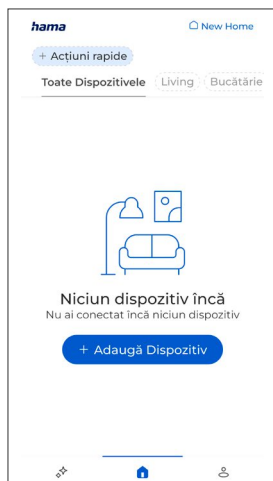 hama
New Home
+ Acțiuni rapide
Toate Dispozitivele
Living
Bucătărie
Niciun dispozitiv încă
Nu ai conectat încă niciun dispozitiv
+ Adaugă Dispozitiv